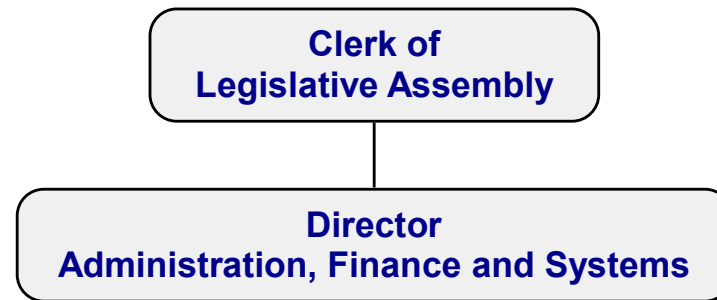 Clerk of
Legislative Assembly
Director
Administration, Finance and Systems